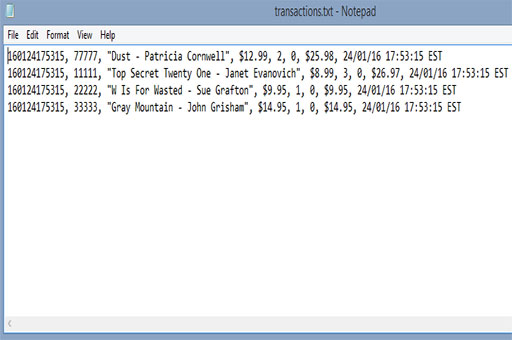 transactions.txt - Notepad
File Edit Format View Help
160124175315, 77777, "Dust - Patricia Cornwell", $12.99, 2, 0, $25.98, 24/01/16 17:53:15 EST
160124175315, 11111, "Top Secret Twenty One - Janet Evanovich", $8.99, 3, 0, $26.97, 24/01/16 17:53:15 EST
160124175315, 22222, "W Is For Wasted - Sue Grafton", $9.95, 1, 0, $9.95, 24/01/16 17:53:15 EST
160124175315, 33333, "Gray Mountain - John Grisham", $14.95, 1, 0, $14.95, 24/01/16 17:53:15 EST